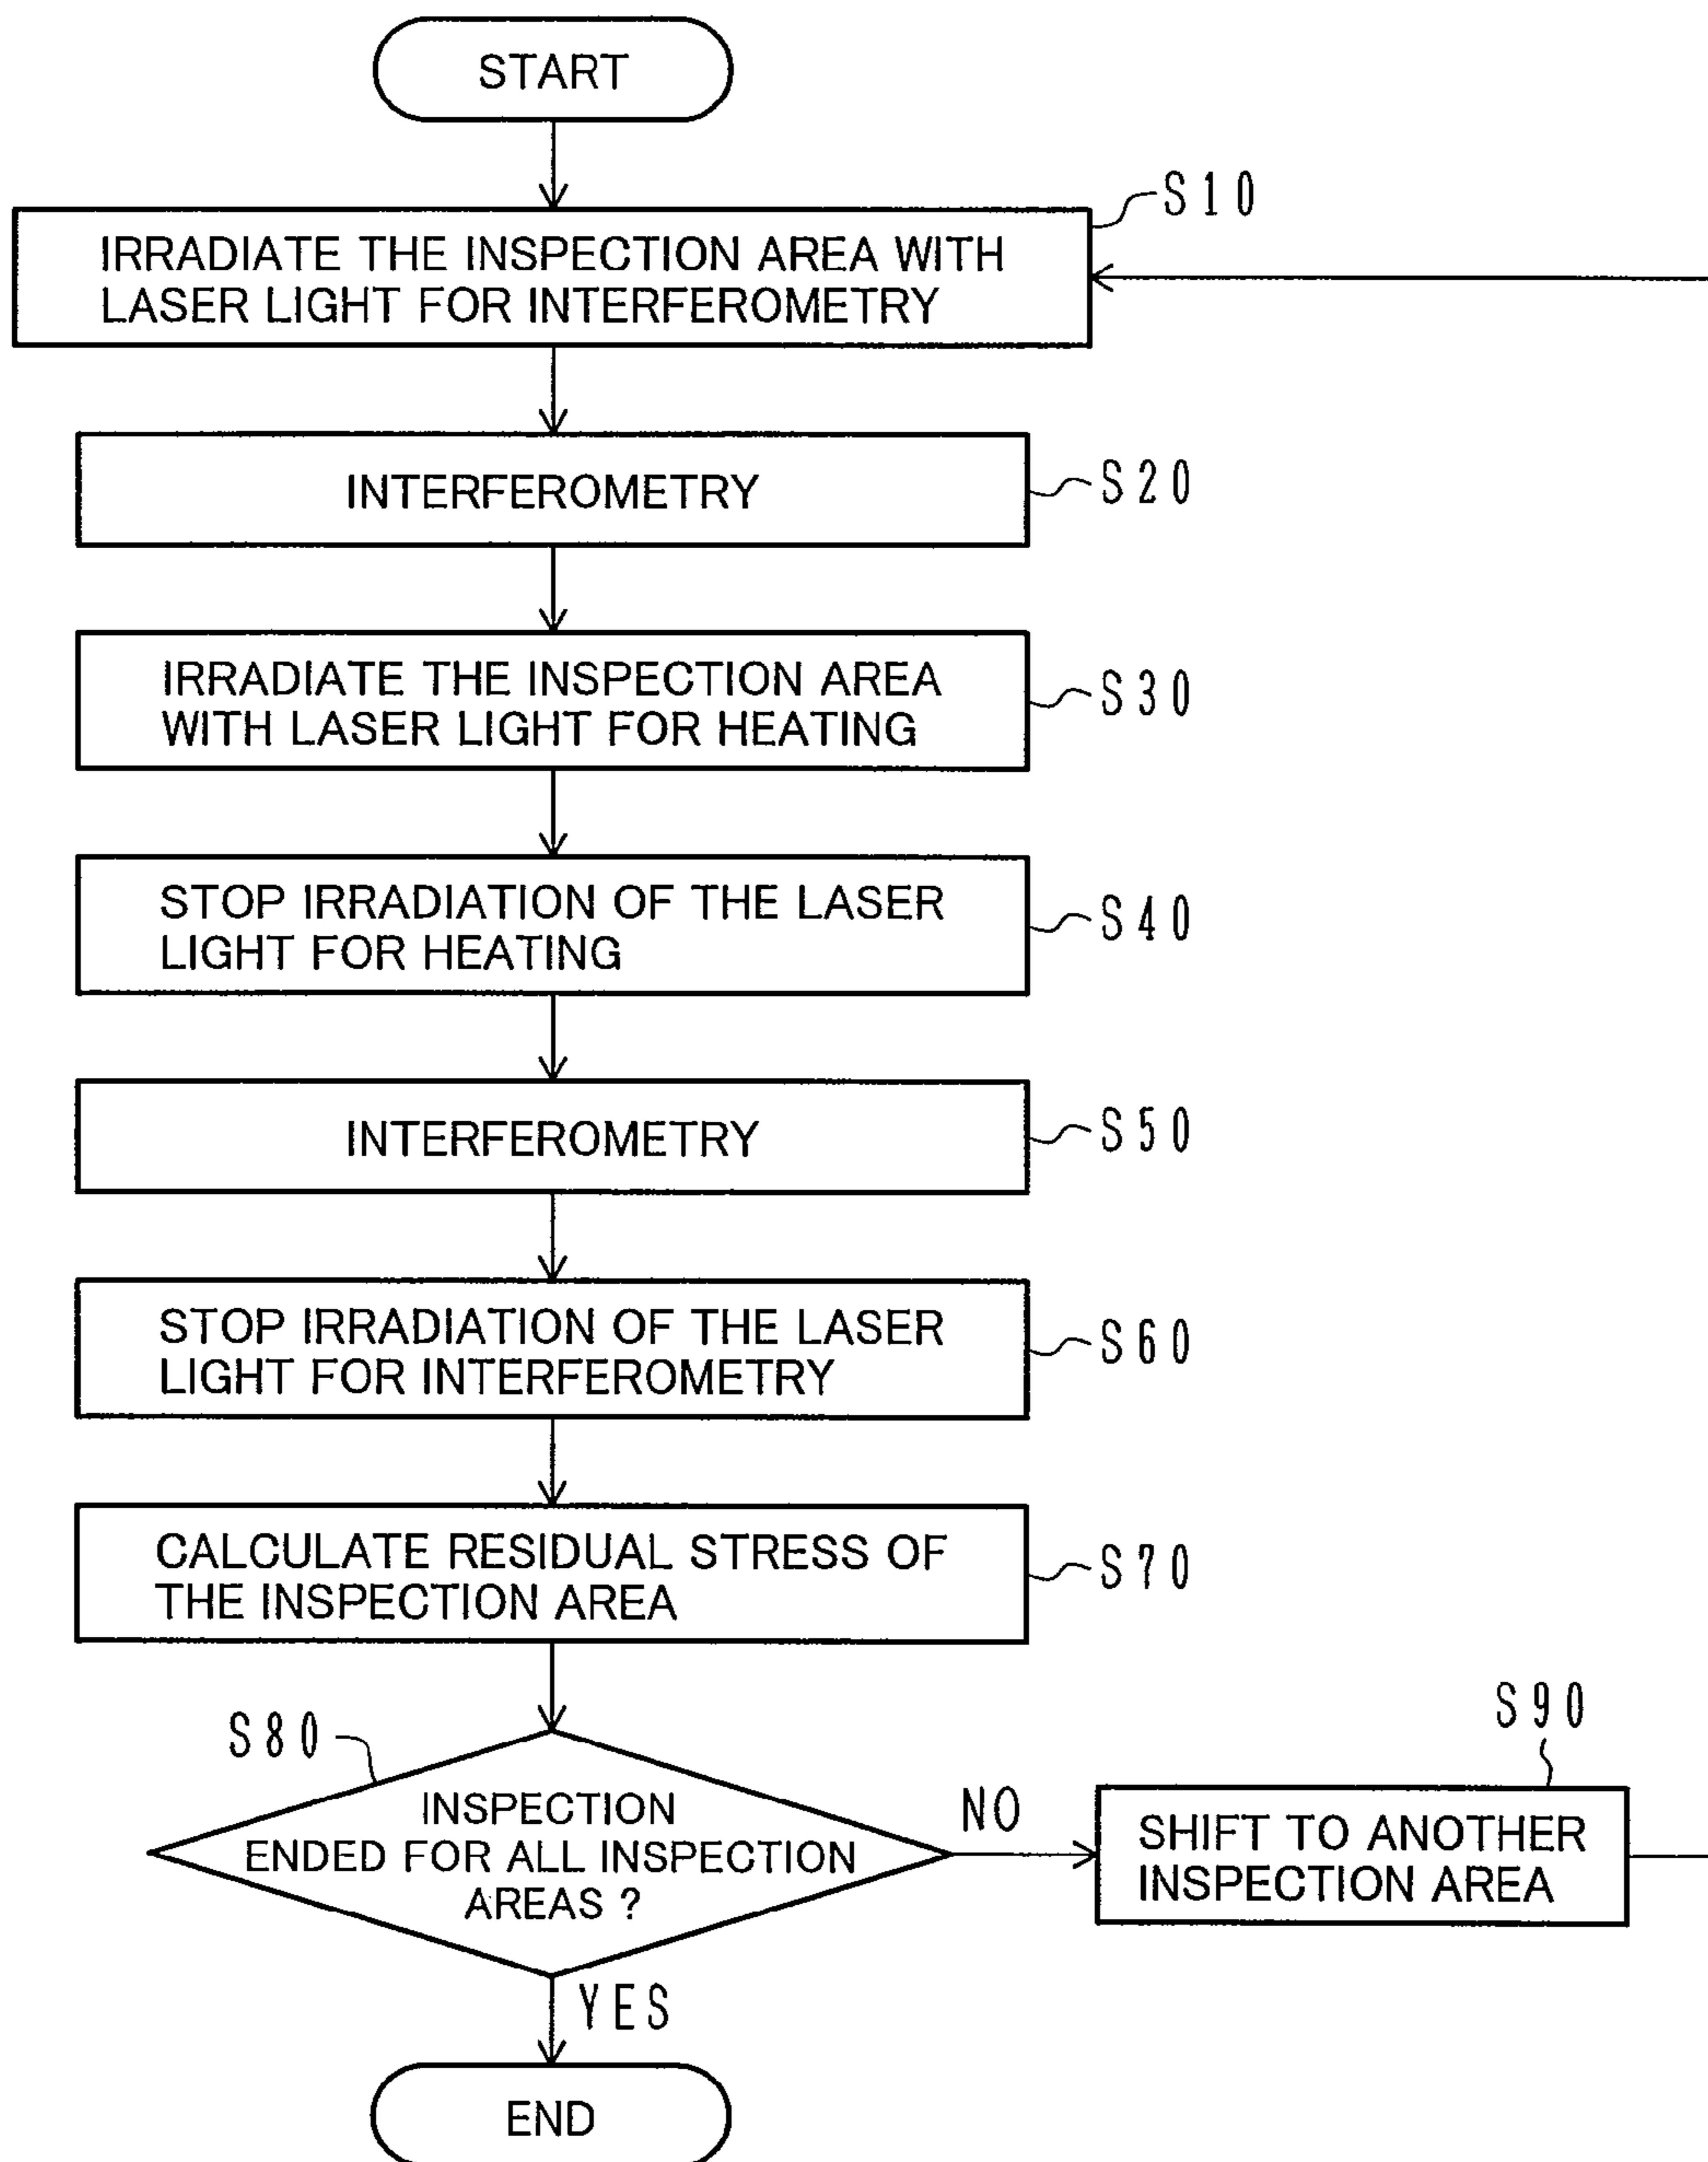 START
S10
IRRADIATE THE INSPECTION AREA WITH
LASER LIGHT FOR INTERFEROMETRY
INTERFEROMETRY
S20
IRRADIATE THE INSPECTION AREA
WITH LASER LIGHT FOR HEATING
S30
STOP IRRADIATION OF THE LASER
LIGHT FOR HEATING
S40
INTERFEROMETRY
S50
STOP IRRADIATION OF THE LASER
LIGHT FOR INTERFEROMETRY
S60
CALCULATE RESIDUAL STRESS OF
THE INSPECTION AREA
S70
S80
INSPECTION
ENDED FOR ALL INSPECTION
AREAS ?
NO
S90
SHIFT TO ANOTHER
INSPECTION AREA
YES
END